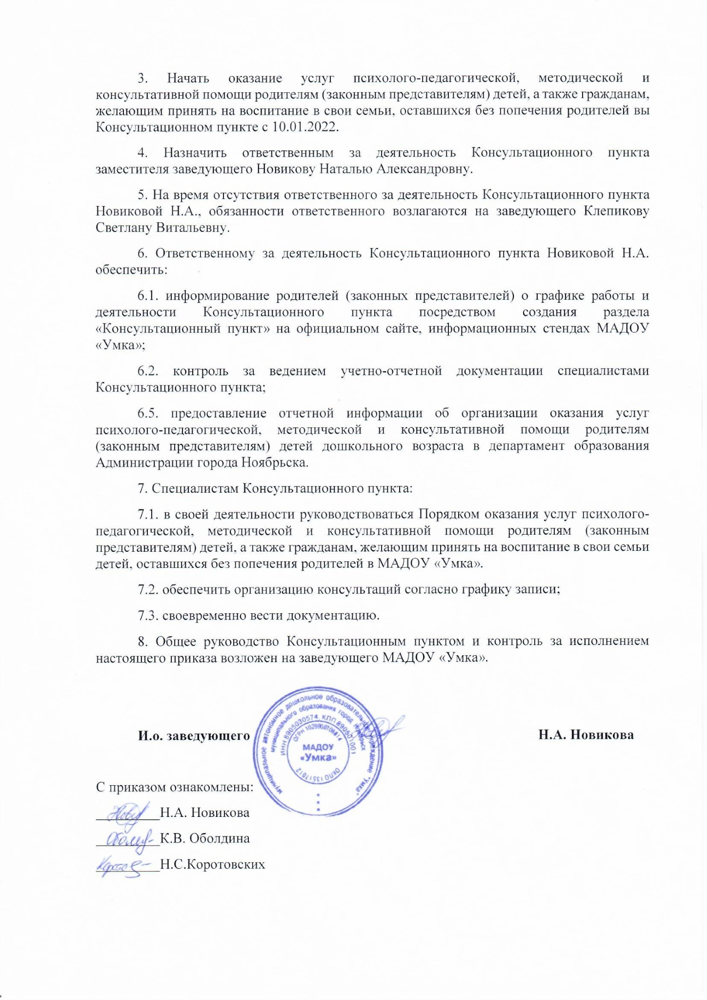 3. Начать оказание услуг психолого-педагогической, методической и
консультативной помощи родителям (законным представителям) детей, а также гражданам,
желающим принять на воспитание в свои семьи, оставшихся без попечения родителей вы
Консультационном пункте с 10.01.2022.
4. Назначить ответственным за деятельность Консультационного пункта
заместителя заведующего Новикову Наталью Александровну.
5. На время отсутствия ответственного за деятельность Консультационного пункта
Новиковой Н.А., обязанности ответственного возлагаются на заведующего Клепикову
Светлану Витальевну.
6. Ответственному за деятельность Консультационного пункта Новиковой Н.А.
обеспечить:
6.1. информирование родителей (законных представителей) о графике работы и
деятельности Консультационного пункта посредством создания раздела
«Консультационный пункт» на официальном сайте, информационных стендах МАДОУ
«Умка»;
6.2. контроль за ведением учетно-отчетной документации специалистами
Консультационного пункта;
6.5. предоставление отчетной информации об организации оказания услуг
психолого-педагогической, методической и консультативной помощи родителям
(законным представителям) детей дошкольного возраста в департамент образования
Администрации города Ноябрьска.
7. Специалистам Консультационного пункта:
7.1. в своей деятельности руководствоваться Порядком оказания услуг психолого-
педагогической, методической и консультативной помощи родителям (законным
представителям) детей, а также гражданам, желающим принять на воспитание в свои семьи
детей, оставшихся без попечения родителей в МАДОУ «Умка».
7.2. обеспечить организацию консультаций согласно графику записи;
7.3. своевременно вести документацию.
8. Общее руководство Консультационным пунктом и контроль за исполнением
настоящего приказа возложен на заведующего МАДОУ «Умка».
муниципальное автономное дошкольное образовательное учреждение "Умка"
муниципального образования город Ноябрьск
ИНН 8905030574, КПП 890501001
ОГРН
МАДОУ
«Умка»
ОКПО 13517012
И.о. заведующего Н.А. Новикова
С приказом ознакомлены:
Н.А. Новикова
К.В. Оболдина
Н.С.Коротовских